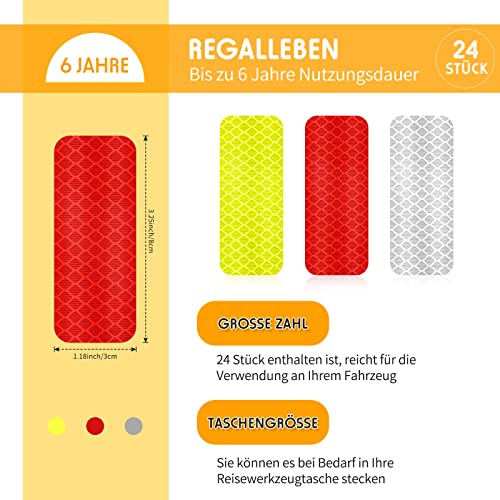 6 JAHRE
REGALLEBEN
Bis zu 6 Jahre Nutzungsdauer
24
STÜCK
3.25inch/8cm
1.18inch/3cm
GROSSE ZAHL
24 Stück enthalten ist, reicht für die
Verwendung an Ihrem Fahrzeug
TASCHENGRÖSSE
Sie können es bei Bedarf in Ihre
Reisewerkzeugtasche stecken